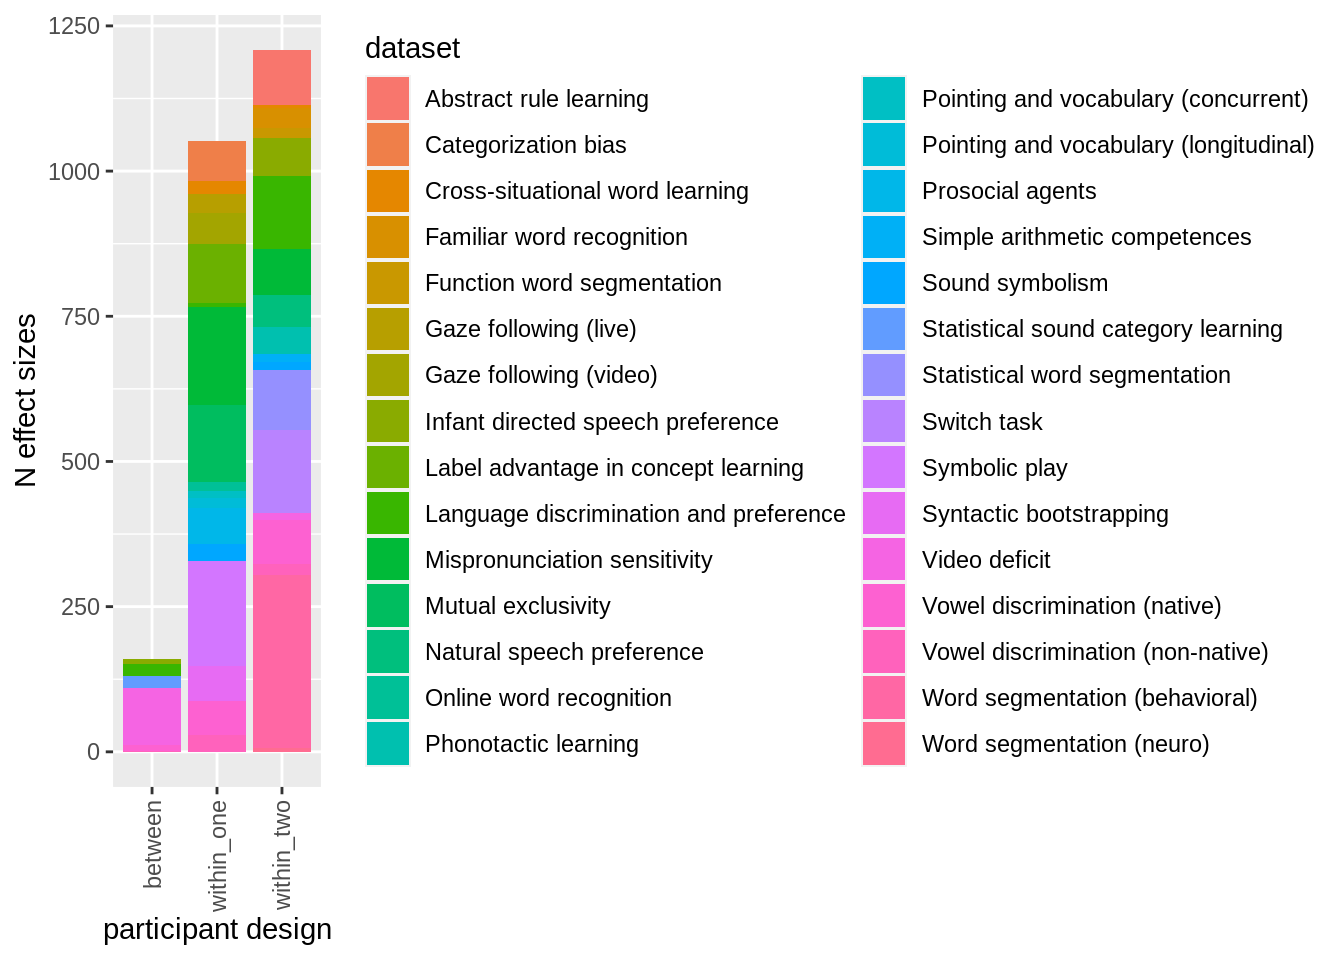 1250
1000
750
500
250
0
N effect sizes
between
within_one
within_two
participant design
dataset
Abstract rule learning
Categorization bias
Cross-situational word learning
Familiar word recognition
Function word segmentation
Gaze following (live)
Gaze following (video)
Infant directed speech preference
Label advantage in concept learning
Language discrimination and preference
Mispronunciation sensitivity
Mutual exclusivity
Natural speech preference
Online word recognition
Phonotactic learning
Pointing and vocabulary (concurrent)
Pointing and vocabulary (longitudinal)
Prosocial agents
Simple arithmetic competences
Sound symbolism
Statistical sound category learning
Statistical word segmentation
Switch task
Symbolic play
Syntactic bootstrapping
Video deficit
Vowel discrimination (native)
Vowel discrimination (non-native)
Word segmentation (behavioral)
Word segmentation (neuro)